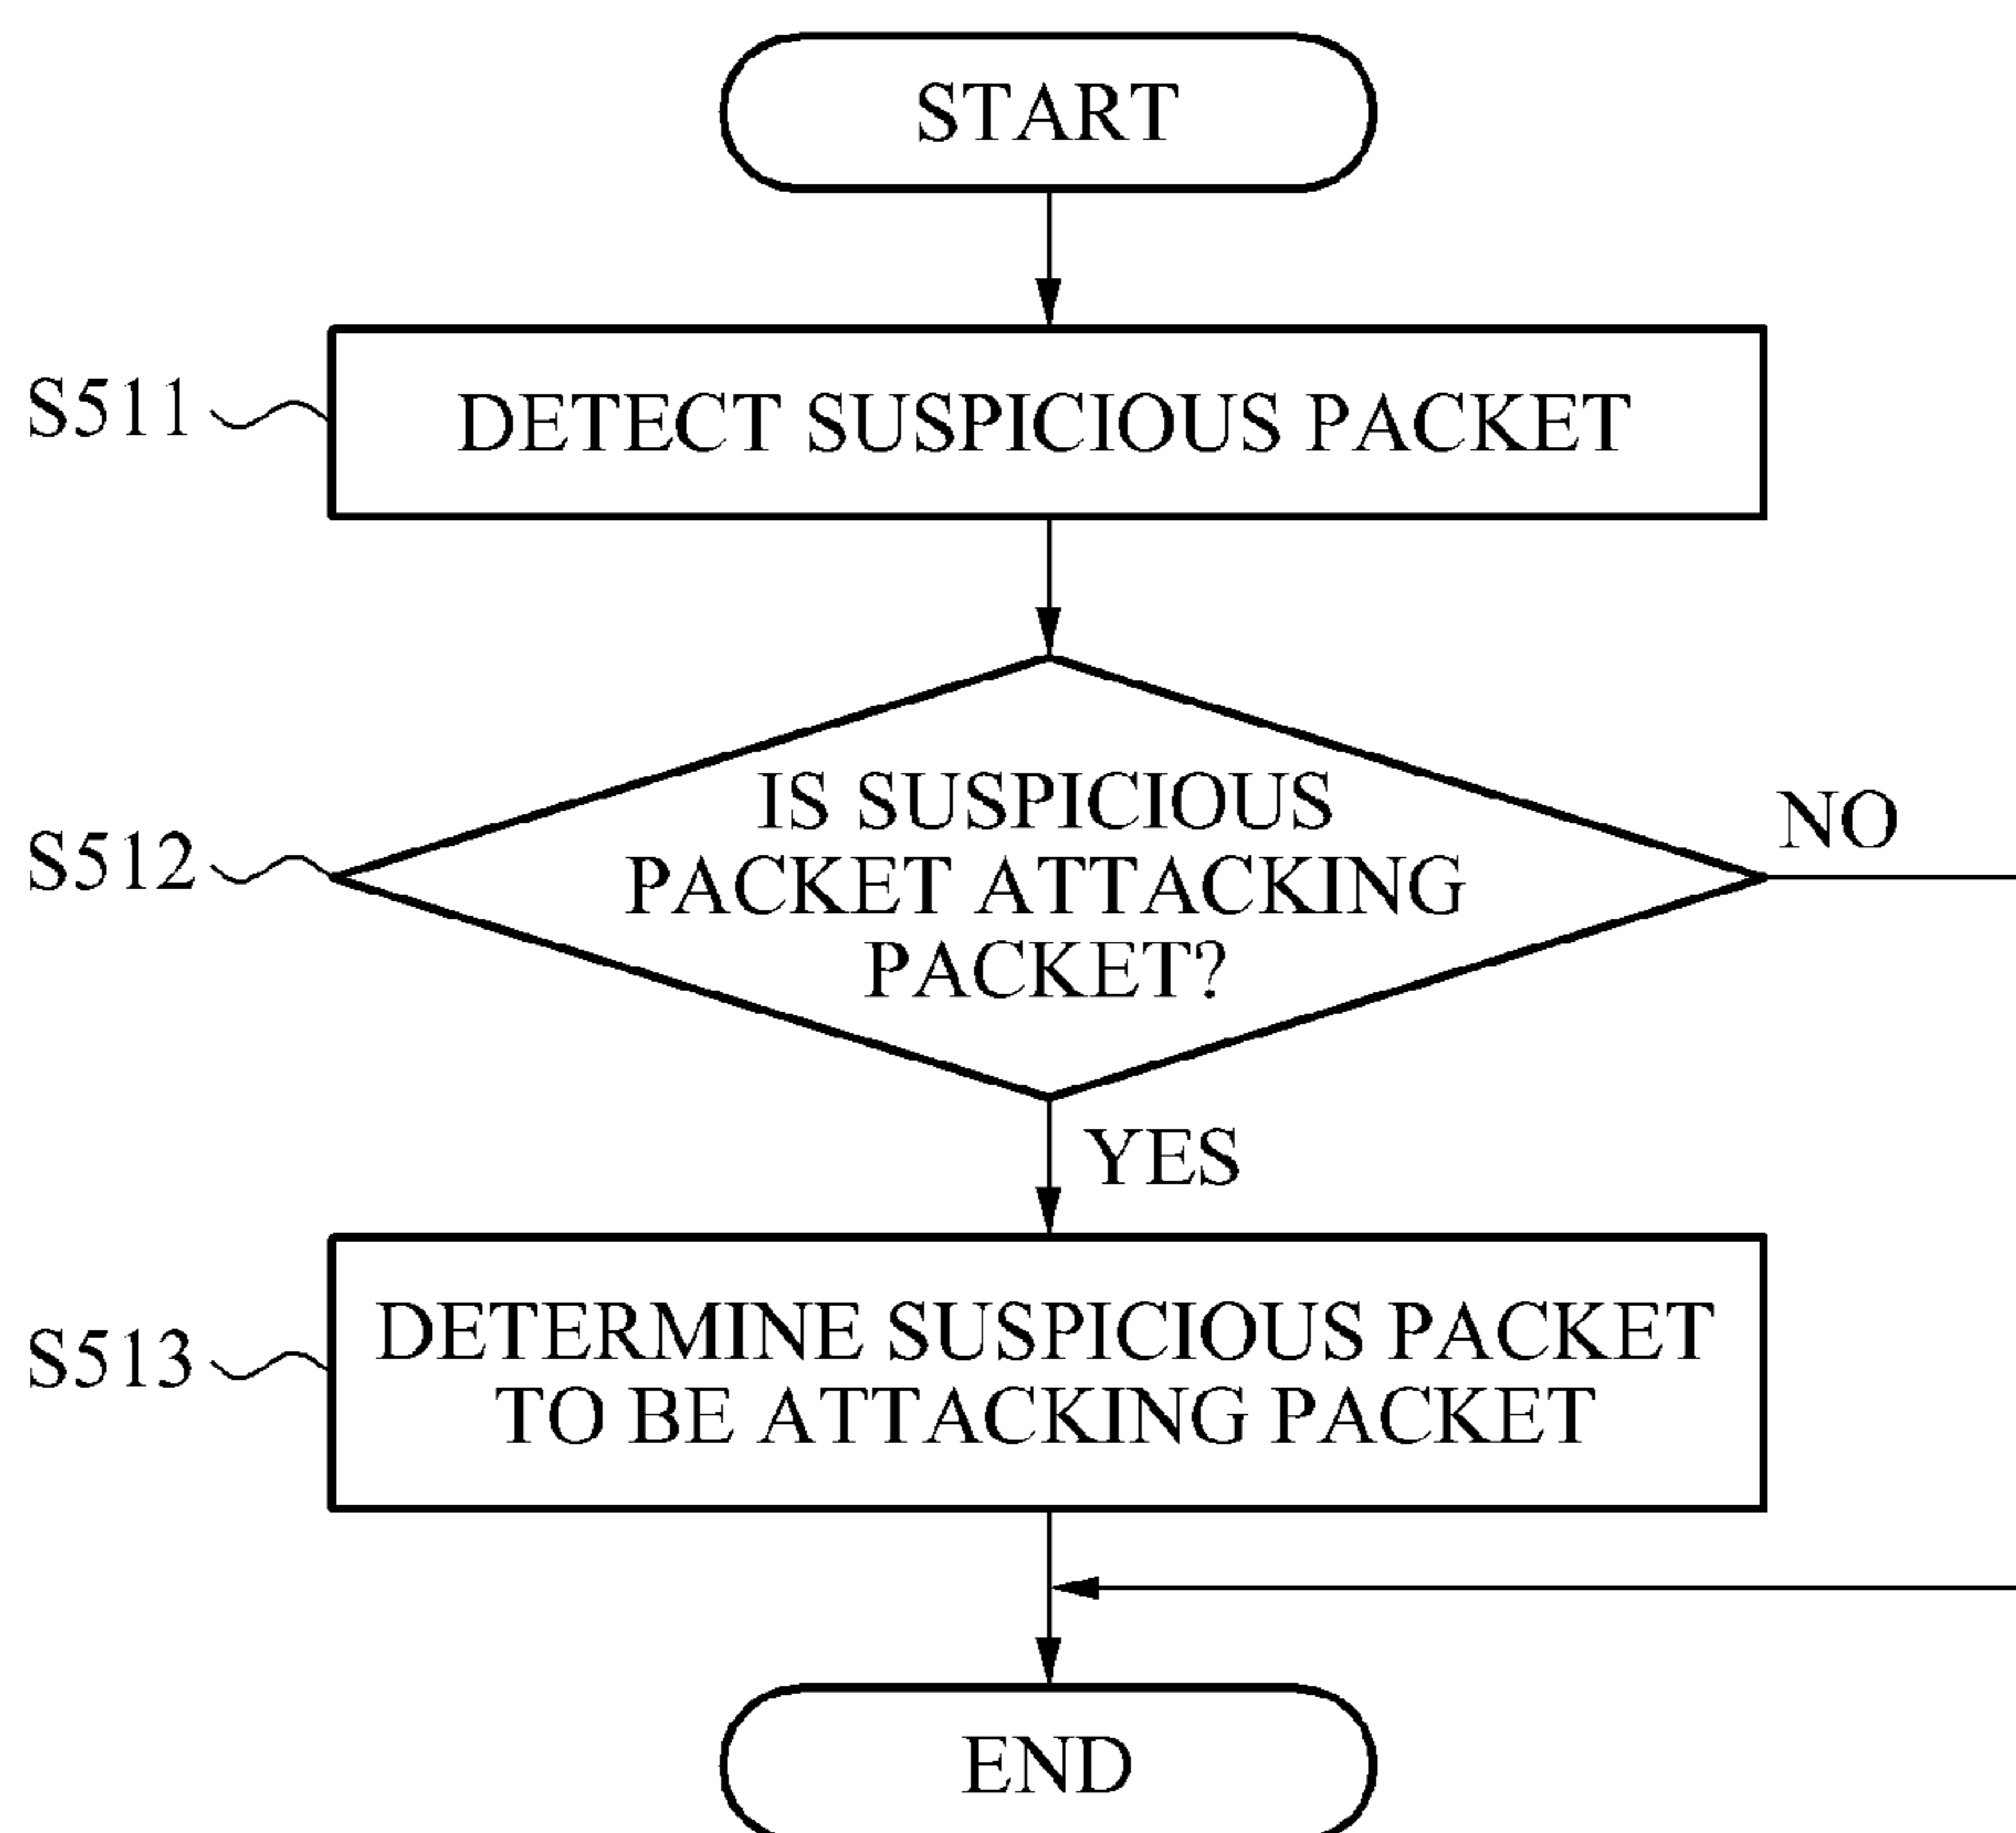 START
S511
DETECT SUSPICIOUS PACKET
S512
IS SUSPICIOUS
PACKET ATTACKING
PACKET?
NO
YES
S513
DETERMINE SUSPICIOUS PACKET
TO BE ATTACKING PACKET
END